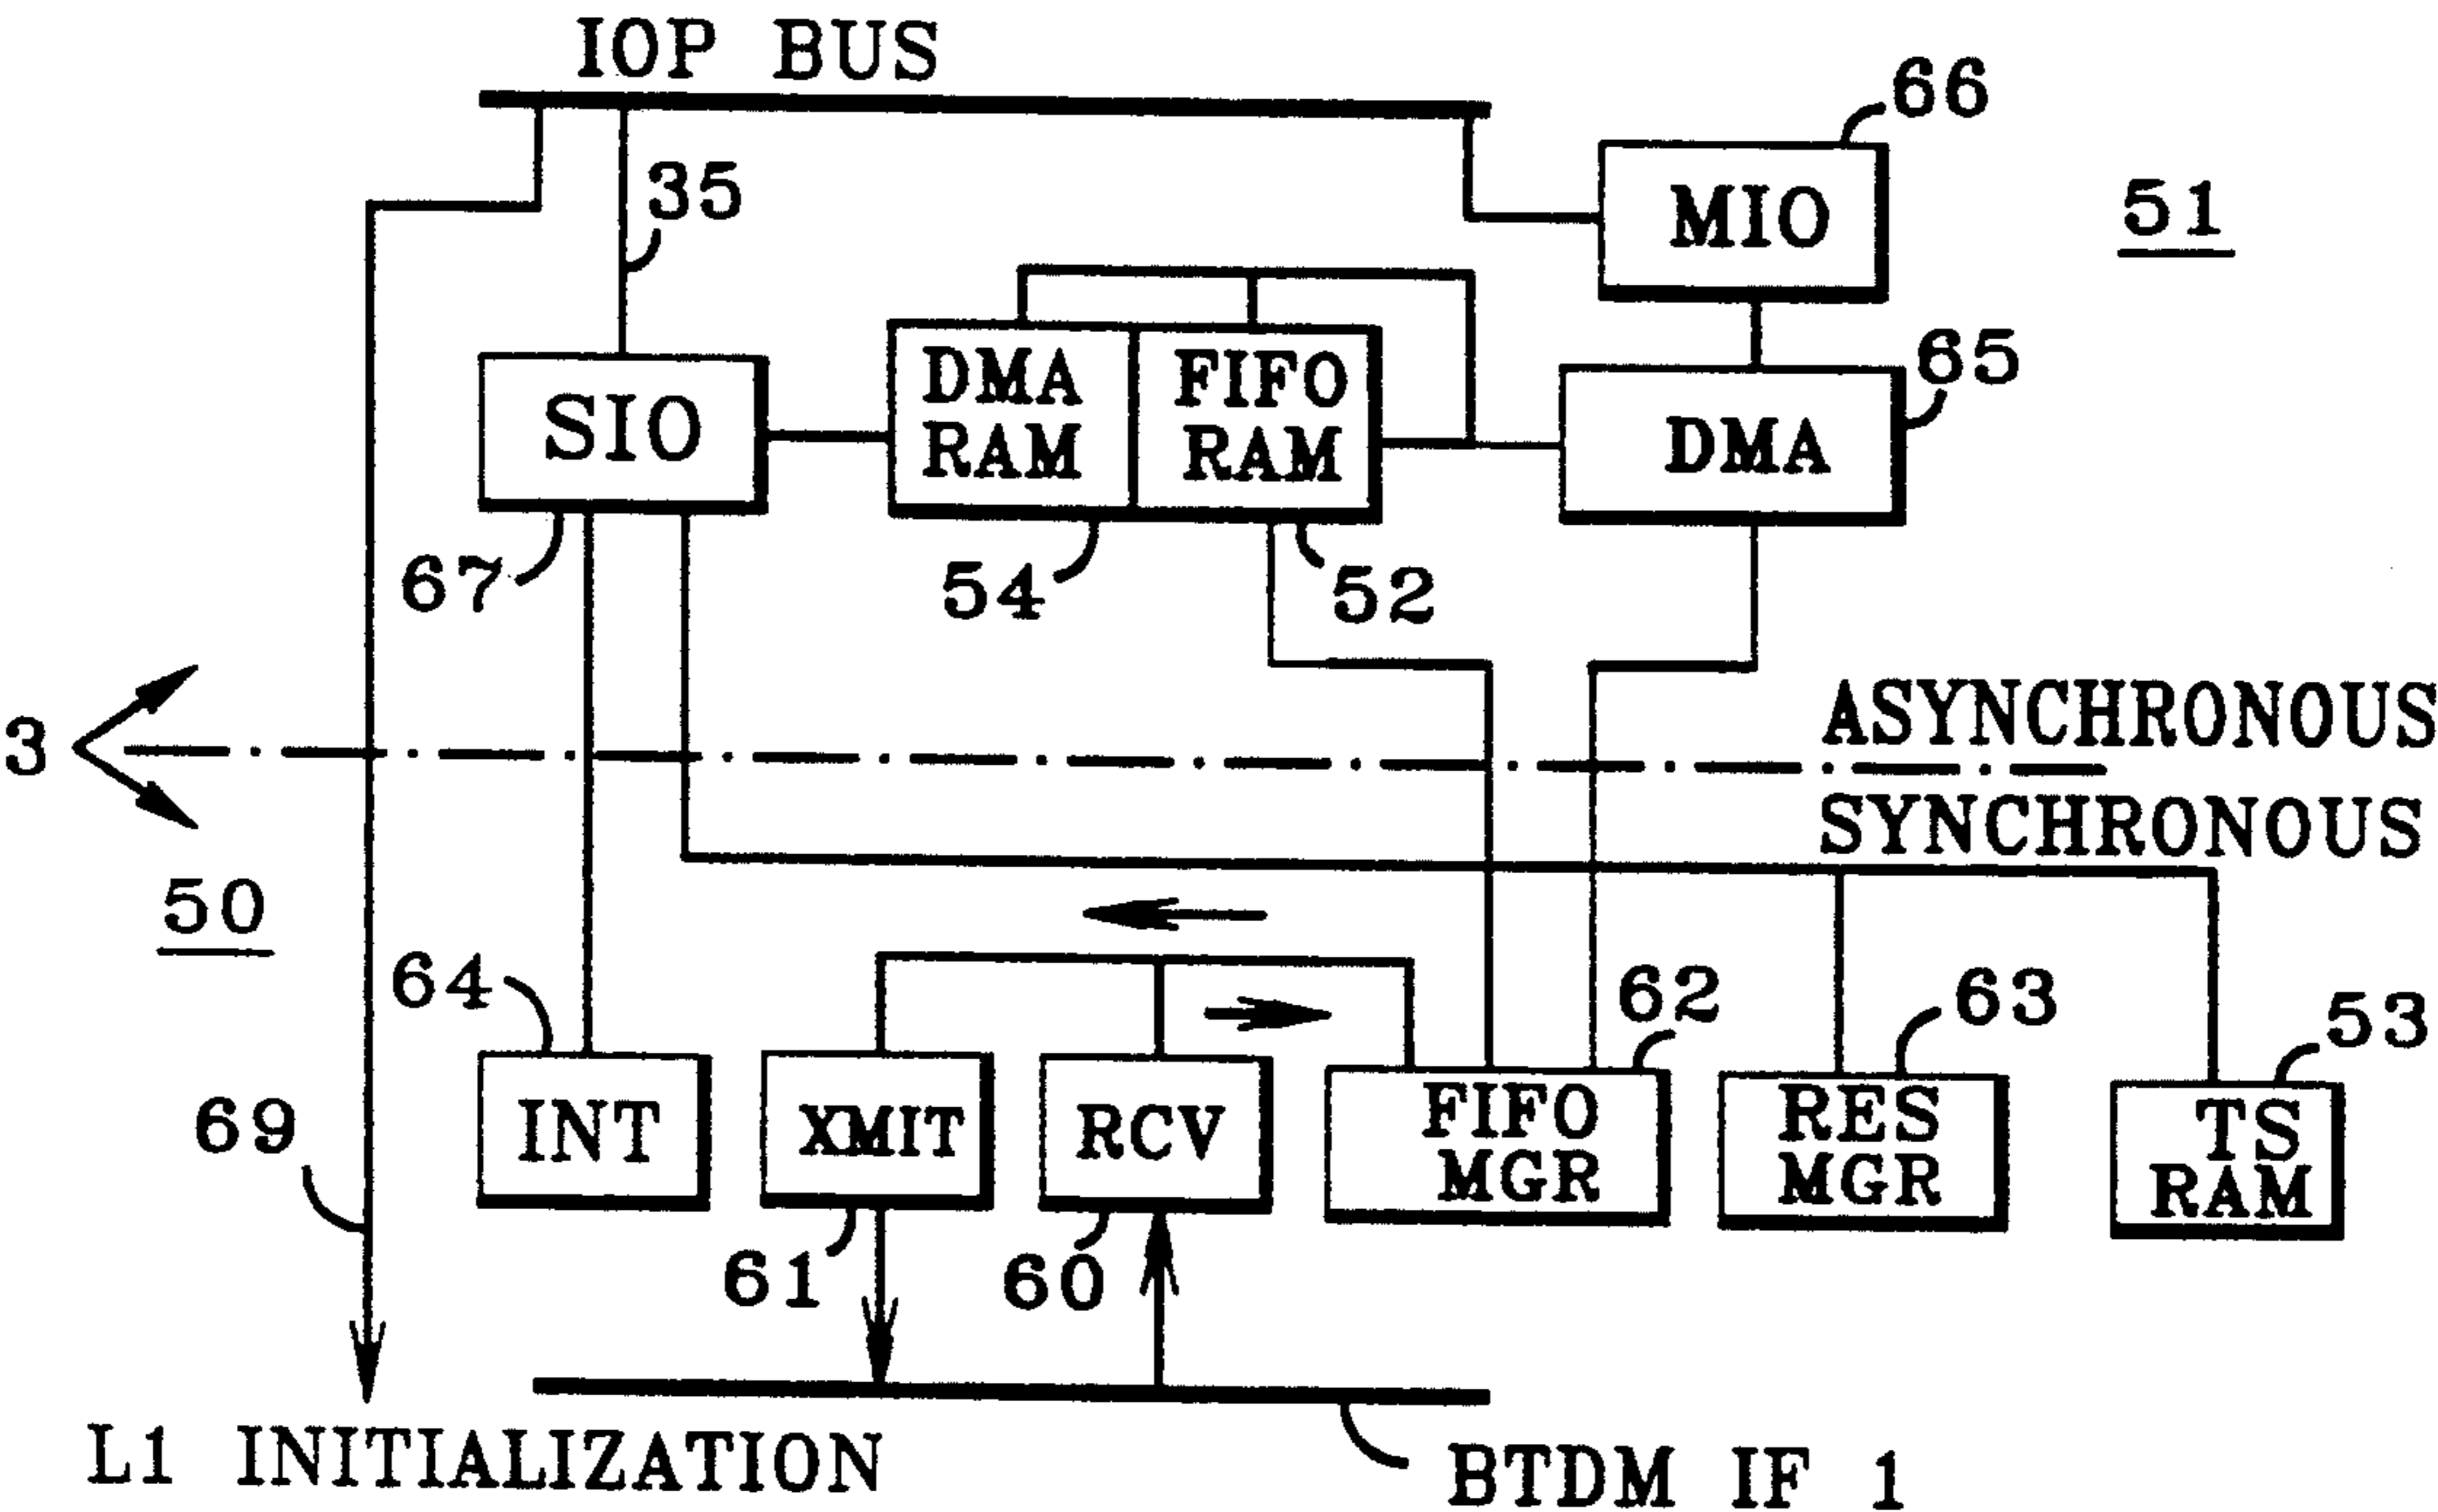 IOP BUS
66
35
MIO
51
DMA
RAM
FIFO
RAM
65
SIO
DMA
67
54
52
3
ASYNCHRONOUS
SYNCHRONOUS
50
64
62
63
53
69
INT
XMIT
RCV
FIFO
MGR
RES
MGR
TS
RAM
61
60
L1 INITIALIZATION
BTDM IF 1